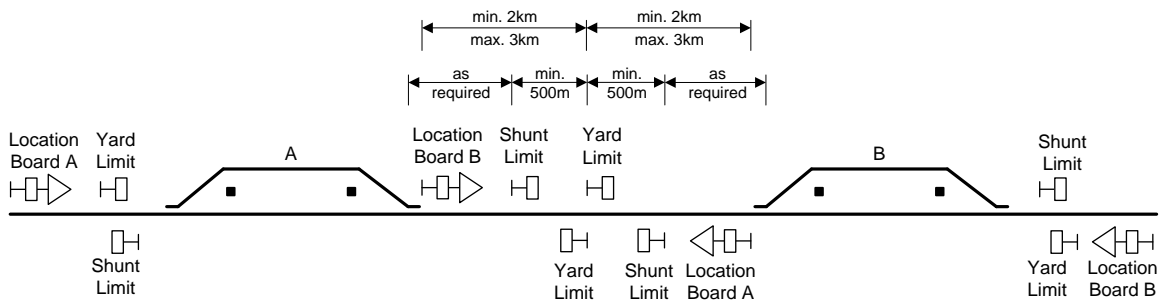 min. 2km
min. 2km
max. 3km
max. 3km
as
required
min.
500m
min.
500m
as
required
Location
Board A
Yard
Limit
A
Location
Board B
Shunt
Limit
Yard
Limit
B
Shunt
Limit
Shunt
Limit
Yard
Limit
Shunt
Limit
Location
Board A
Yard
Limit
Location
Board B